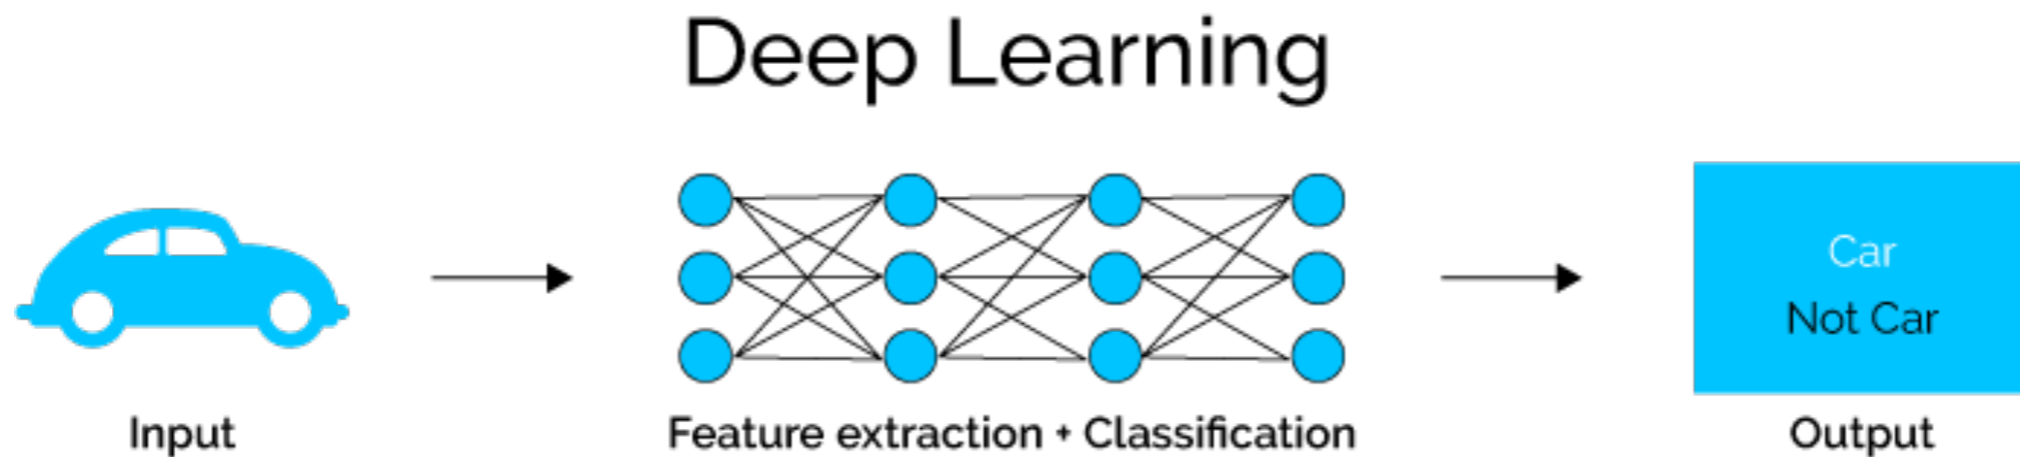 Deep Learning
Car
Not Car
Input
Feature extraction + Classification
Output